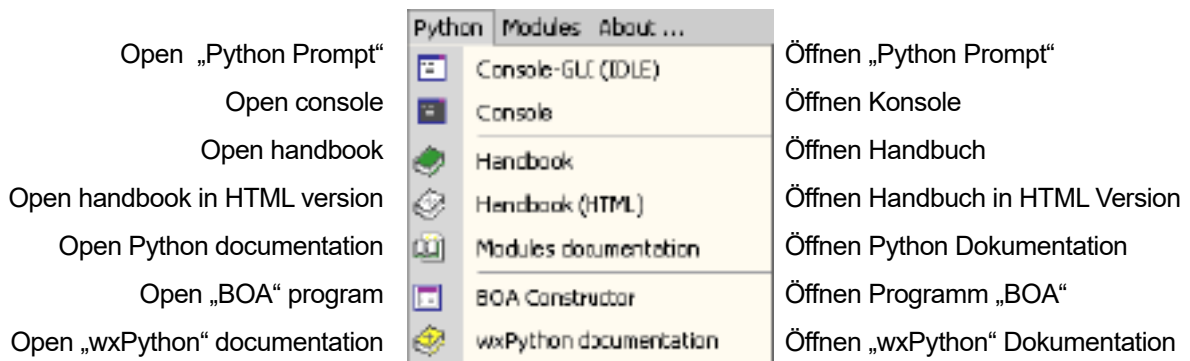 Python Modules About ...
Open „Python Prompt“ Console-GUI (IDLE) Öffnen „Python Prompt“
Open console Console Öffnen Konsole
Open handbook Handbook Öffnen Handbuch
Open handbook in HTML version Handbook (HTML) Öffnen Handbuch in HTML Version
Open Python documentation Modules documentation Öffnen Python Dokumentation
Open „BOA“ program BOA Constructor Öffnen Programm „BOA“
Open „wxPython“ documentation wxPython documentation Öffnen „wxPython“ Dokumentation